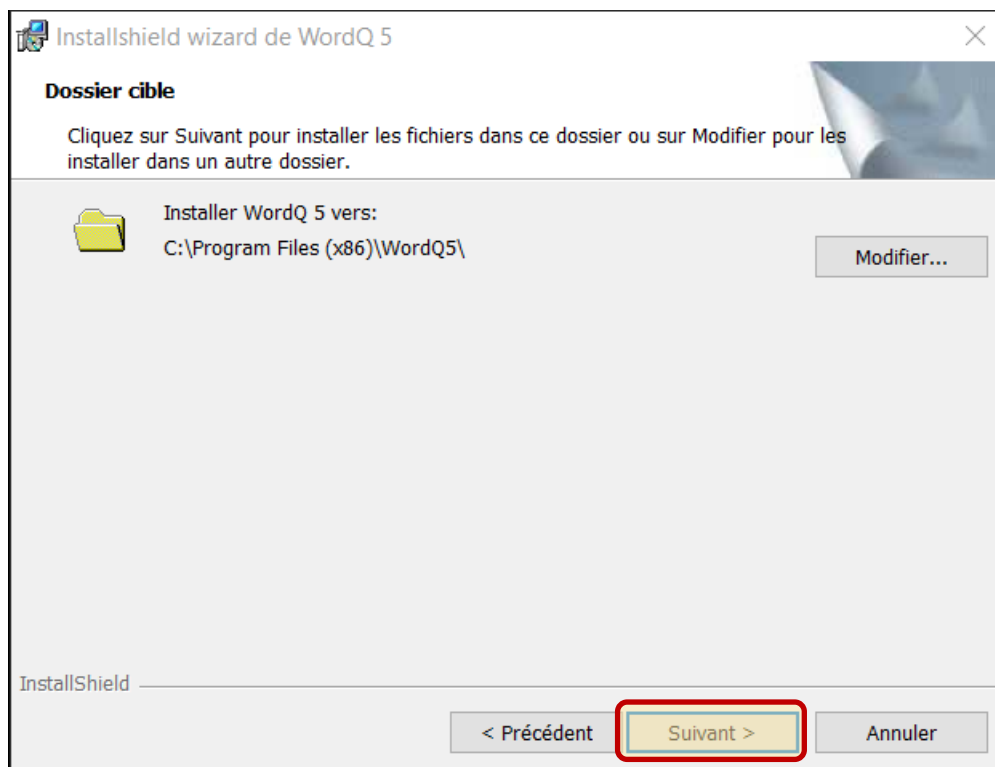 Installshield wizard de WordQ 5
Dossier cible
Cliquez sur Suivant pour installer les fichiers dans ce dossier ou sur Modifier pour les
installer dans un autre dossier.
Installer WordQ 5 vers:
C:\Program Files (x86)\WordQ5\
Modifier...
InstallShield
< Précédent
Suivant >
Annuler